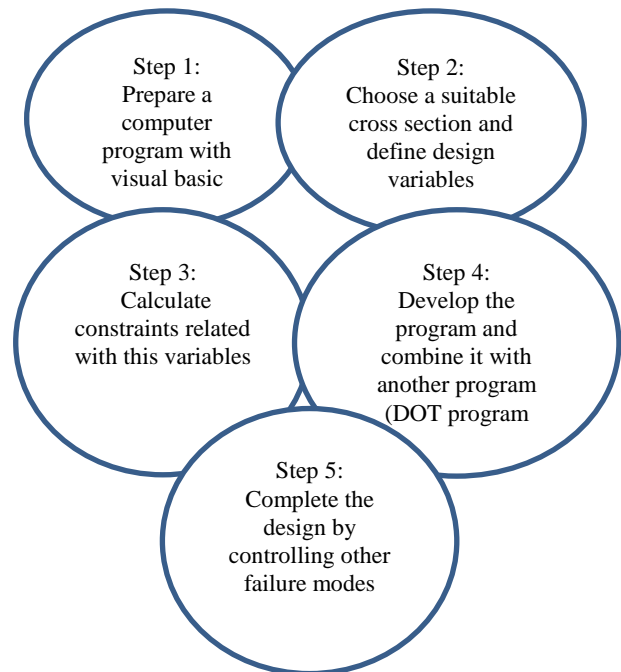 Step 1:
Prepare a
computer
program with
visual basic
Step 2:
Choose a suitable
cross section and
define design
variables
Step 3:
Calculate
constraints related
with this variables
Step 4:
Develop the
program and
combine it with
another program
(DOT program
Step 5:
Complete the
design by
controlling other
failure modes